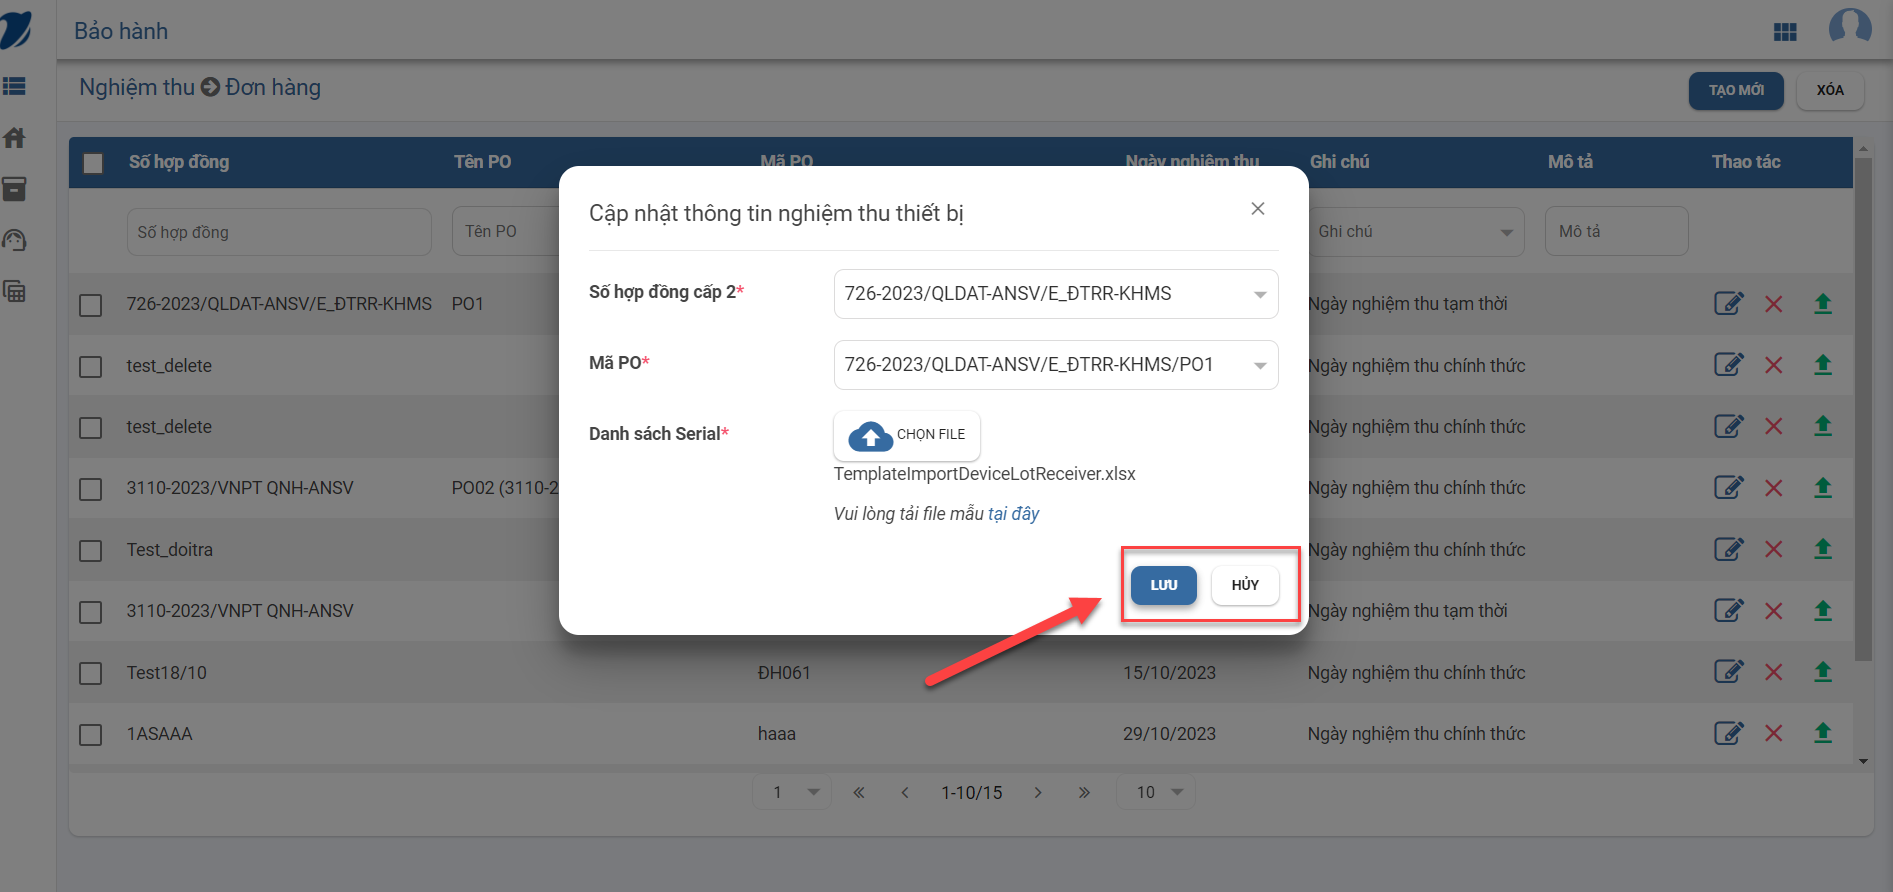 Bảo hành
Nghiệm thu Đơn hàng
TẠO MỚI XÓA
Số hợp đồng Tên PO Mã PO Ngày nghiệm thu Ghi chú Mô tả Thao tác
Số hợp đồng Tên PO Ghi chú Mô tả
Cập nhật thông tin nghiệm thu thiết bị
Số hợp đồng cấp 2* 726-2023/QLDAT-ANSV/E_ĐTRR-KHMS
Mã PO* 726-2023/QLDAT-ANSV/E_ĐTRR-KHMS/PO1
Danh sách Serial* CHỌN FILE
TemplateImportDeviceLotReceiver.xlsx
Vui lòng tải file mẫu tại đây
LƯU HỦY
726-2023/QLDAT-ANSV/E_ĐTRR-KHMS PO1 Ngày nghiệm thu tạm thời
test_delete Ngày nghiệm thu chính thức
test_delete Ngày nghiệm thu chính thức
3110-2023/VNPT QNH-ANSV PO02 (3110-2 Ngày nghiệm thu chính thức
Test_doitra Ngày nghiệm thu chính thức
3110-2023/VNPT QNH-ANSV Ngày nghiệm thu tạm thời
Test18/10 ĐH061 15/10/2023 Ngày nghiệm thu chính thức
1ASAAA haaa 29/10/2023 Ngày nghiệm thu chính thức
1 1-10/15 10